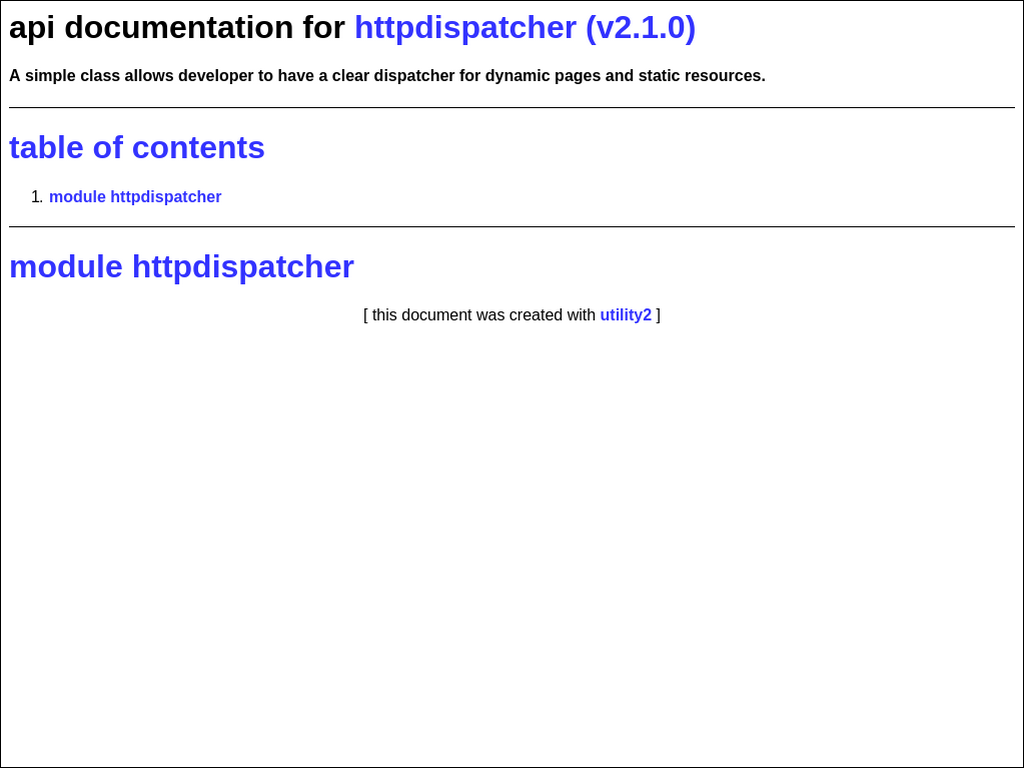 api documentation for httpdispatcher (v2.1.0)
A simple class allows developer to have a clear dispatcher for dynamic pages and static resources.
table of contents
1. module httpdispatcher
module httpdispatcher
[ this document was created with utility2 ]